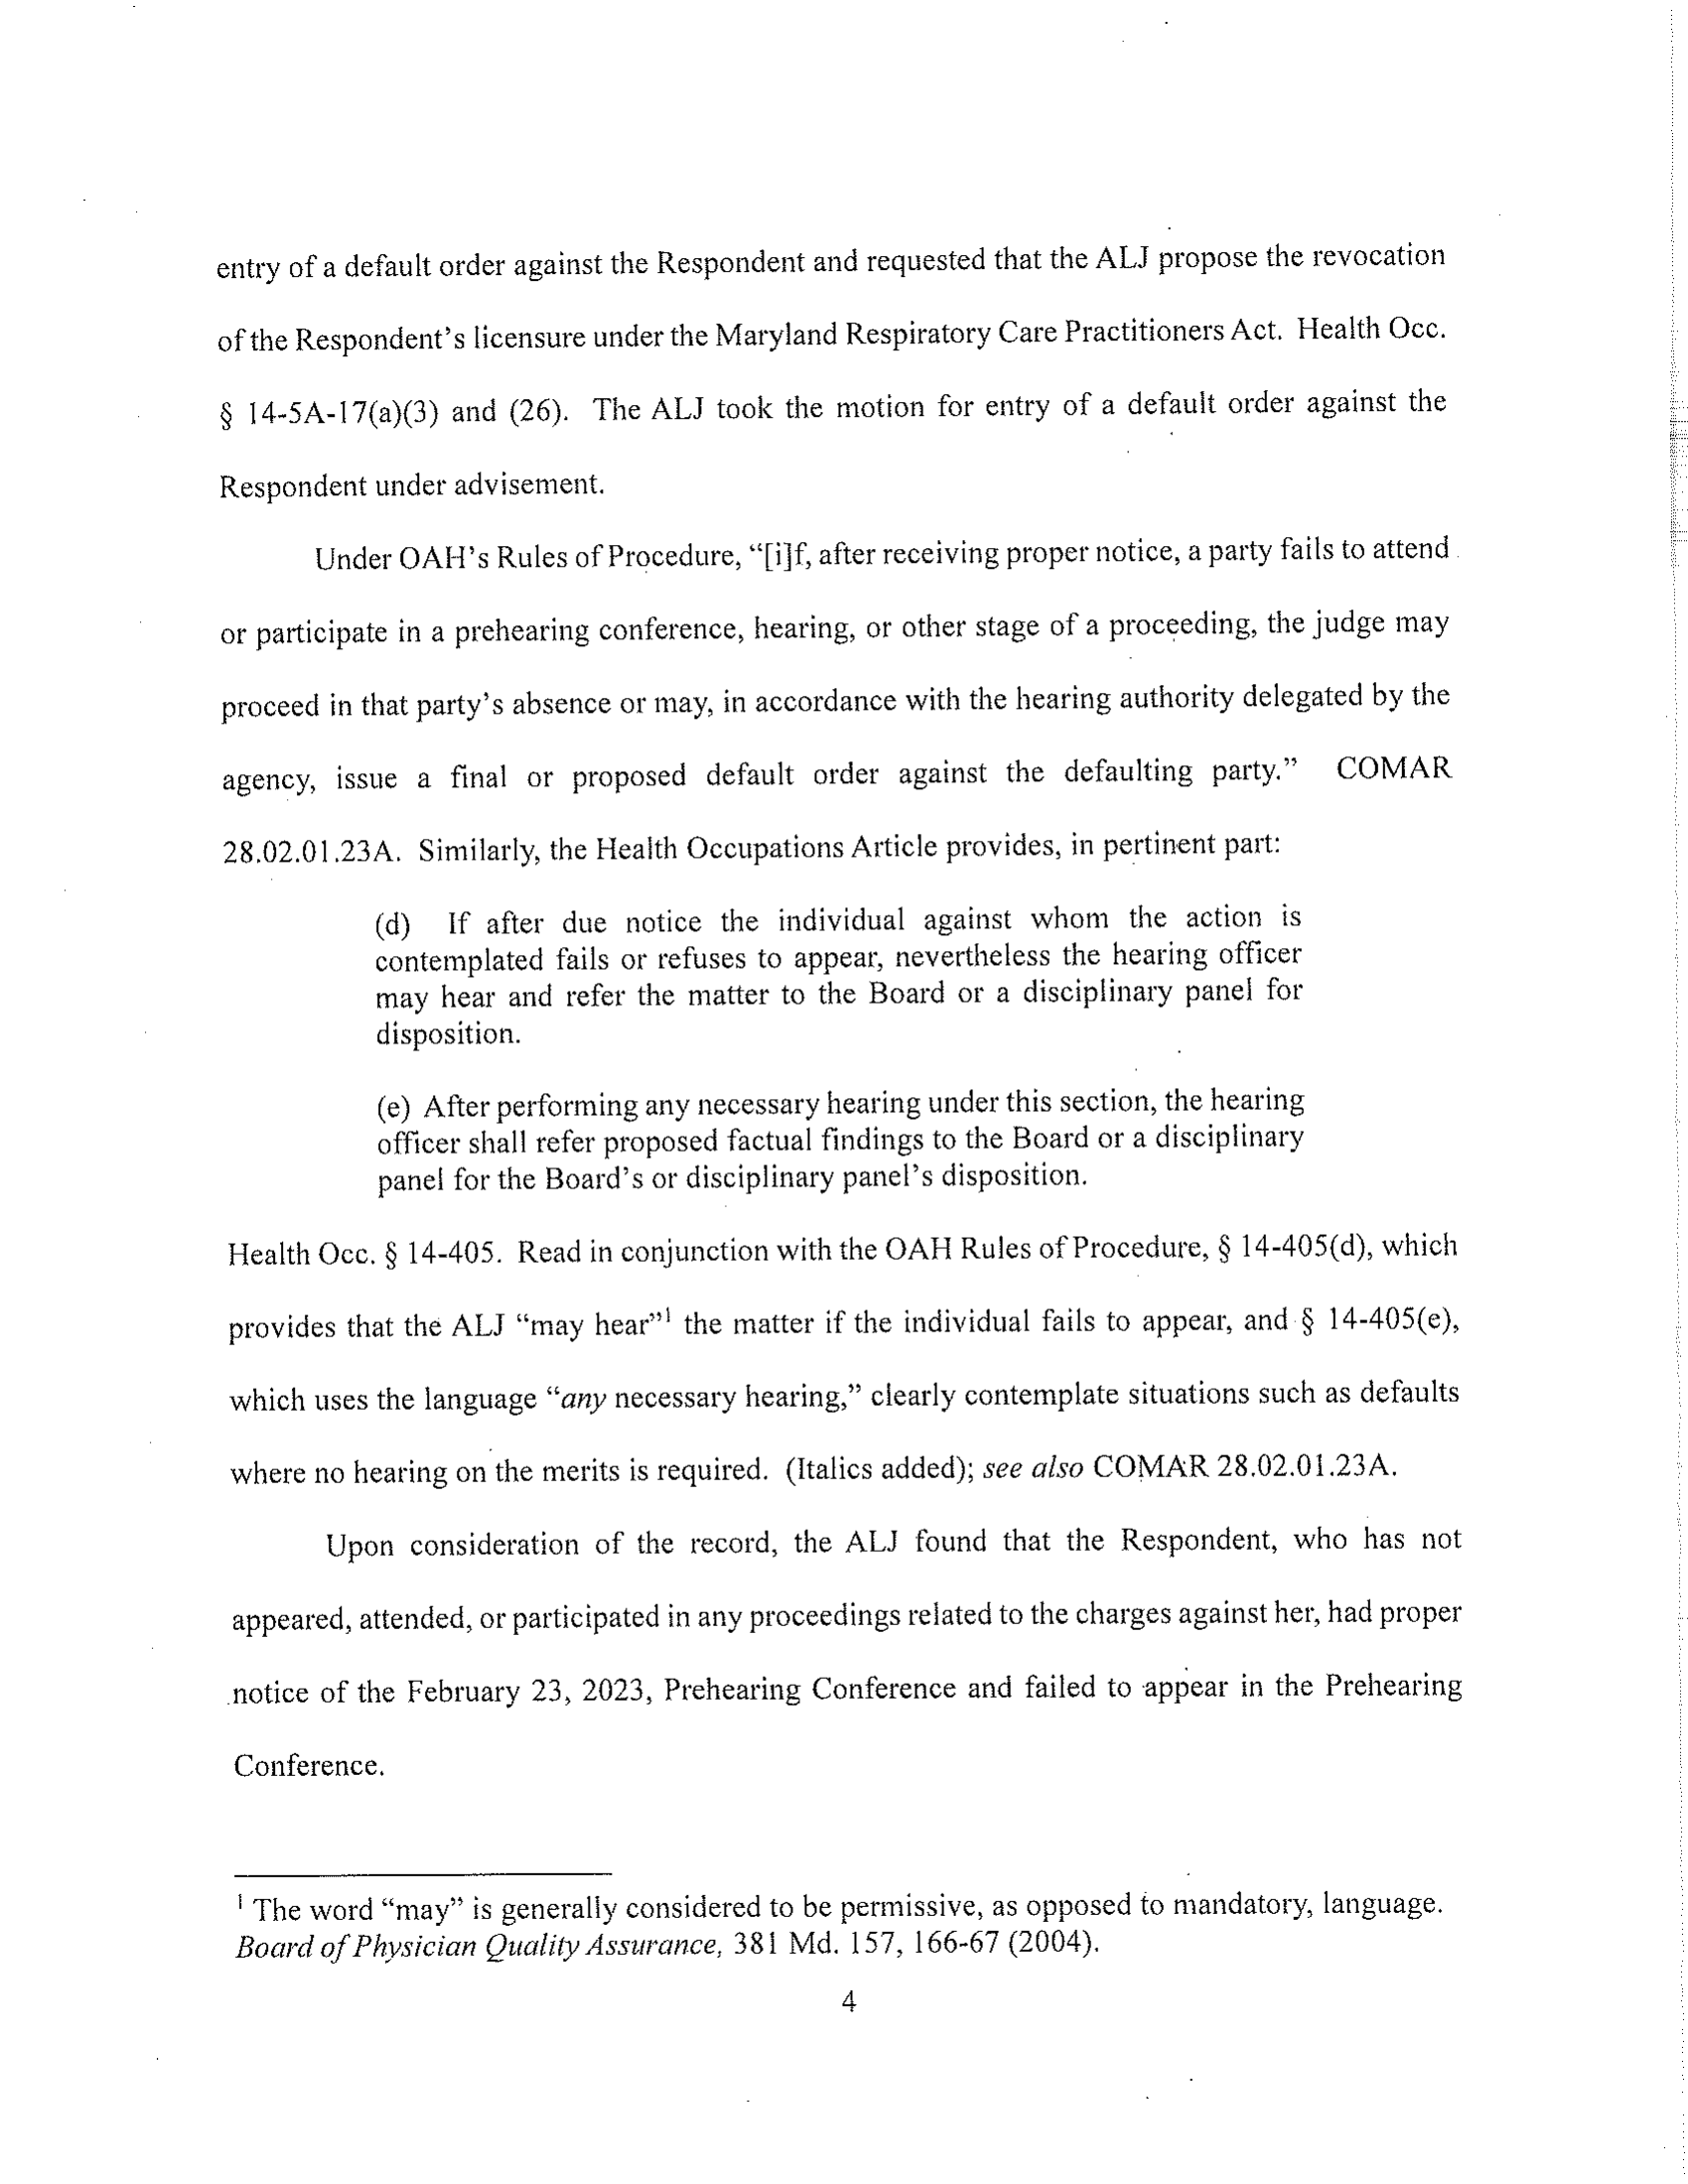 entry of a default order against the Respondent and requested that the ALJ propose the revocation
of the Respondent's licensure under the Maryland Respiratory Care Practitioners Act. Health Occ.
§ 14-5A-17(a)(3) and (26). The ALJ took the motion for entry of a default order against the
Respondent under advisement.
Under OAH's Rules of Procedure, “[i]f, after receiving proper notice, a party fails to attend
or participate in a prehearing conference, hearing, or other stage of a proceeding, the judge may
proceed in that party's absence or may, in accordance with the hearing authority delegated by the
agency, issue a final or proposed default order against the defaulting party.” COMAR
28.02.01.23A. Similarly, the Health Occupations Article provides, in pertinent part:
(d) If after due notice the individual against whom the action is
contemplated fails or refuses to appear, nevertheless the hearing officer
may hear and refer the matter to the Board or a disciplinary panel for
disposition.
(e) After performing any necessary hearing under this section, the hearing
officer shall refer proposed factual findings to the Board or a disciplinary
panel for the Board's or disciplinary panel's disposition.
Health Occ. § 14-405. Read in conjunction with the OAH Rules of Procedure, § 14-405(d), which
provides that the ALJ “may hear”1 the matter if the individual fails to appear, and § 14-405(e),
which uses the language “any necessary hearing,” clearly contemplate situations such as defaults
where no hearing on the merits is required. (Italics added); see also COMAR 28.02.01.23A.
Upon consideration of the record, the ALJ found that the Respondent, who has not
appeared, attended, or participated in any proceedings related to the charges against her, had proper
notice of the February 23, 2023, Prehearing Conference and failed to appear in the Prehearing
Conference.
1 The word “may” is generally considered to be permissive, as opposed to mandatory, language.
Board of Physician Quality Assurance, 381 Md. 157, 166-67 (2004).
4